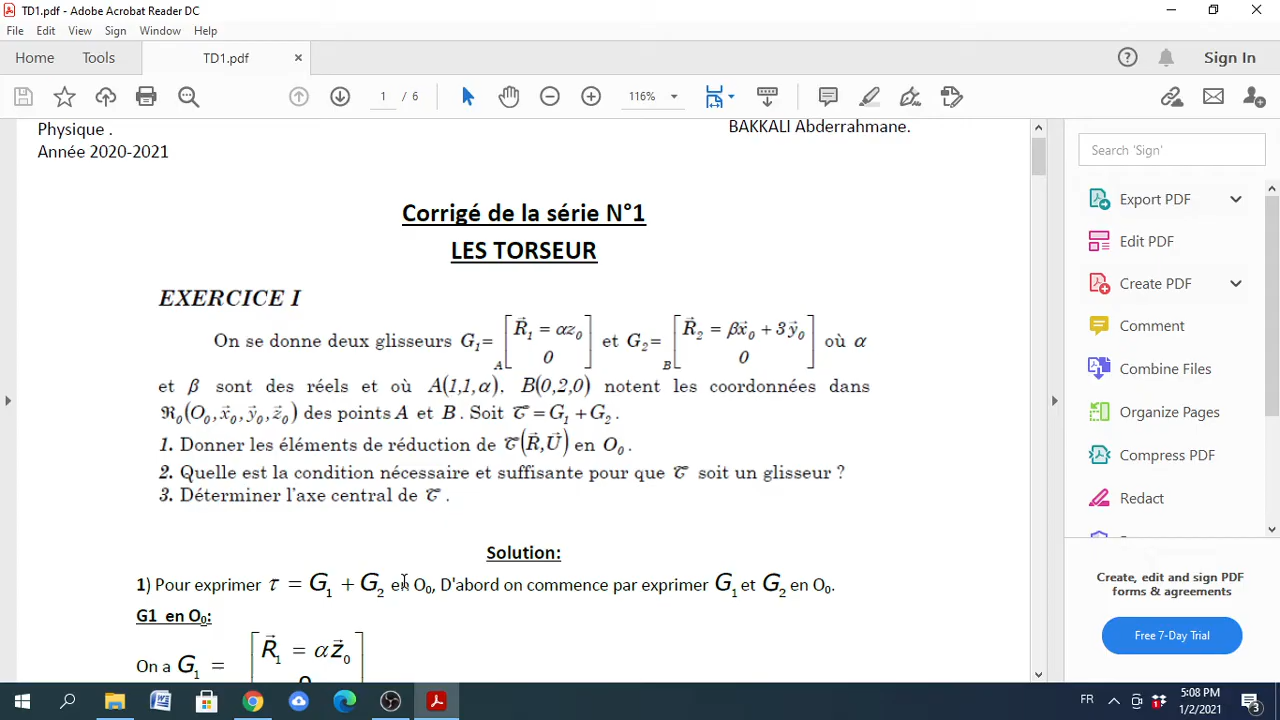 TD1.pdf - Adobe Acrobat Reader DC
File Edit View Sign Window Help
Home Tools TD1.pdf × Sign In
1 / 6 116%
Physique .
BAKKALI Abderrahmane.
Année 2020-2021
Corrigé de la série N°1
LES TORSEUR
EXERCICE I
On se donne deux glisseurs G₁= A[R⃗₁ = αz₀ ; 0] et G₂= B[R⃗₂ = βx⃗₀ + 3y⃗₀ ; 0] où α
et β sont des réels et où A(1,1,α), B(0,2,0) notent les coordonnées dans
ℜ₀(O₀,x⃗₀,y⃗₀,z⃗₀) des points A et B. Soit 𝒯 = G₁ + G₂.
1. Donner les éléments de réduction de 𝒯(R⃗,U⃗) en O₀.
2. Quelle est la condition nécessaire et suffisante pour que 𝒯 soit un glisseur ?
3. Déterminer l'axe central de 𝒯.
Solution:
1) Pour exprimer τ = G₁ + G₂ en O₀, D'abord on commence par exprimer G₁ et G₂ en O₀.
G1 en O₀:
On a G₁ = [R⃗₁ = αz⃗₀ ; 0
Search 'Sign'
Export PDF
Edit PDF
Create PDF
Comment
Combine Files
Organize Pages
Compress PDF
Redact
Create, edit and sign PDF
forms & agreements
Free 7-Day Trial
FR
5:08 PM
1/2/2021
3